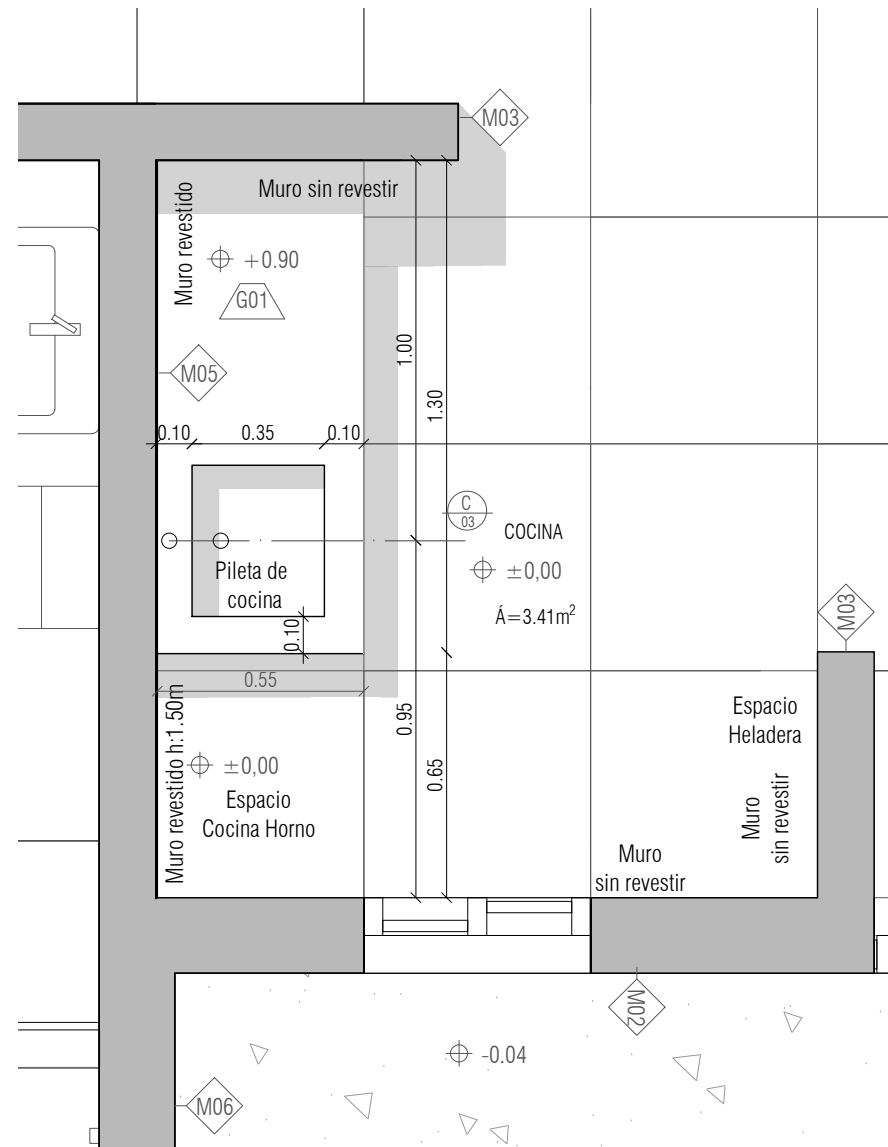 M03
Muro sin revestir
Muro revestido
+0.90
G01
1.00
M05
1.30
0.10
0.35
0.10
C
03
COCINA
±0,00
Pileta de
cocina
Á=3.41m²
M03
0.10
0.55
Muro revestido h:1.50m
0.95
Espacio
Heladera
±0,00
0.65
Espacio
Cocina Horno
Muro
sin revestir
Muro
sin revestir
M02
-0.04
M06